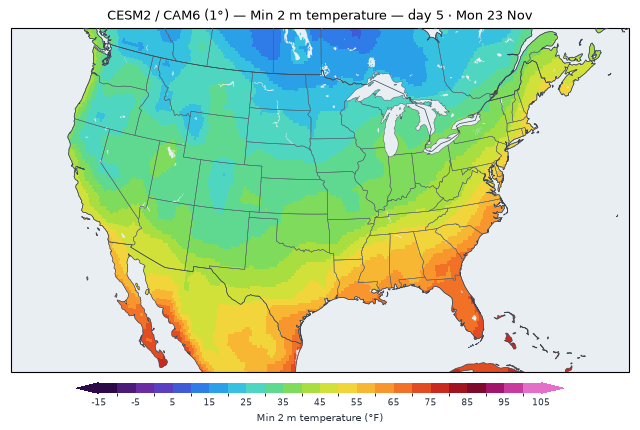 CESM2 / CAM6 (1°) — Min 2 m temperature — day 5 · Mon 23 Nov
-15 -5 5 15 25 35 45 55 65 75 85 95 105
Min 2 m temperature (°F)